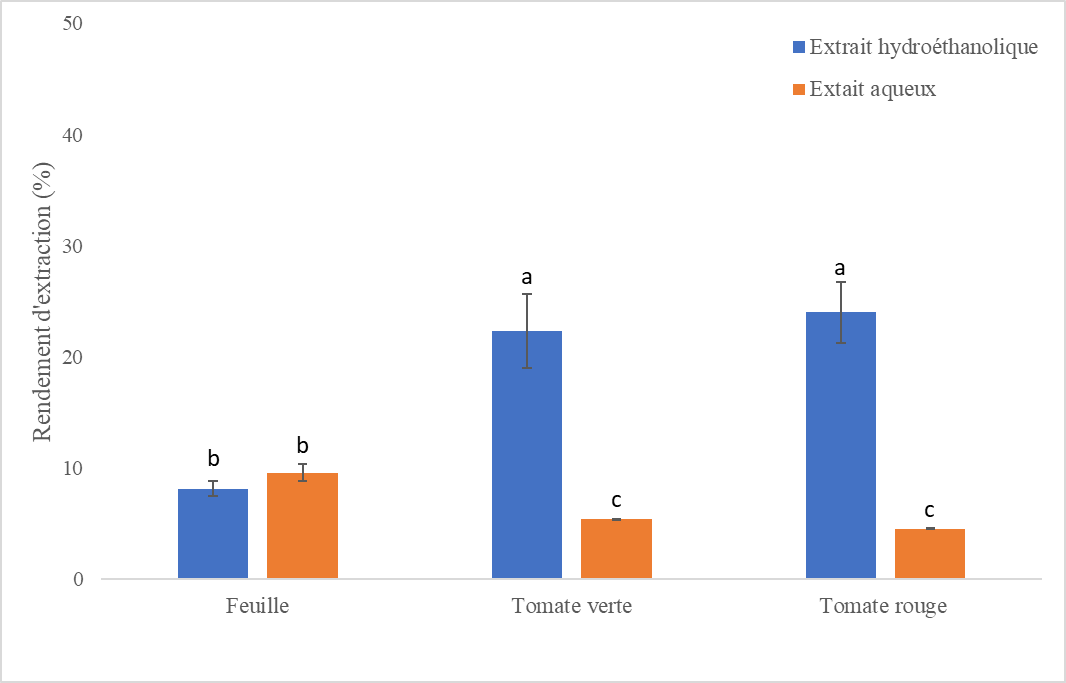 50
40
30
20
10
0
Rendement d'extraction (%)
Extrait hydroéthanolique
Extait aqueux
a
a
b
b
c
c
Feuille
Tomate verte
Tomate rouge